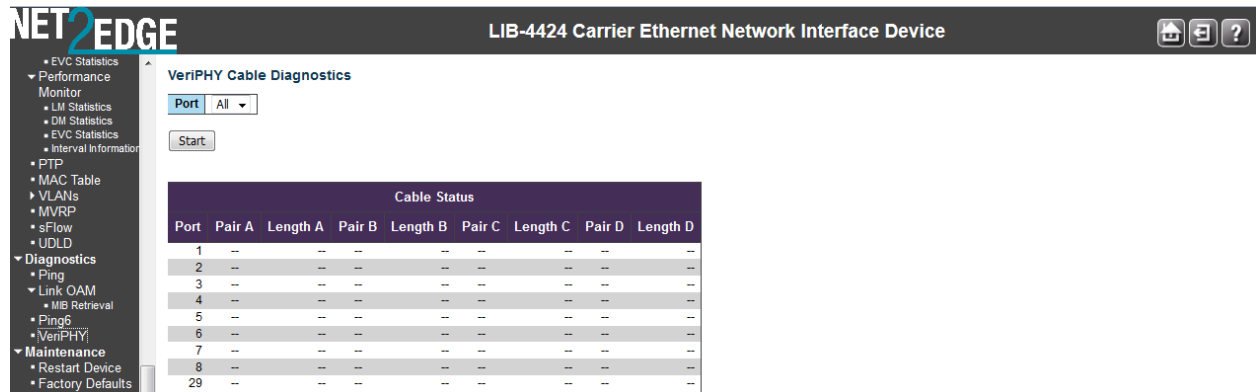 NET2EDGE
LIB-4424 Carrier Ethernet Network Interface Device
?
EVC Statistics
Performance
Monitor
LM Statistics
DM Statistics
EVC Statistics
Interval Information
PTP
MAC Table
VLANs
MVRP
sFlow
UDLD
Diagnostics
Ping
Link OAM
MIB Retrieval
Ping6
VeriPHY
Maintenance
Restart Device
Factory Defaults
VeriPHY Cable Diagnostics
Port All
Start
Cable Status
Port Pair A Length A Pair B Length B Pair C Length C Pair D Length D
1 -- -- -- -- -- -- -- --
2 -- -- -- -- -- -- -- --
3 -- -- -- -- -- -- -- --
4 -- -- -- -- -- -- -- --
5 -- -- -- -- -- -- -- --
6 -- -- -- -- -- -- -- --
7 -- -- -- -- -- -- -- --
8 -- -- -- -- -- -- -- --
29 -- -- -- -- -- -- -- --